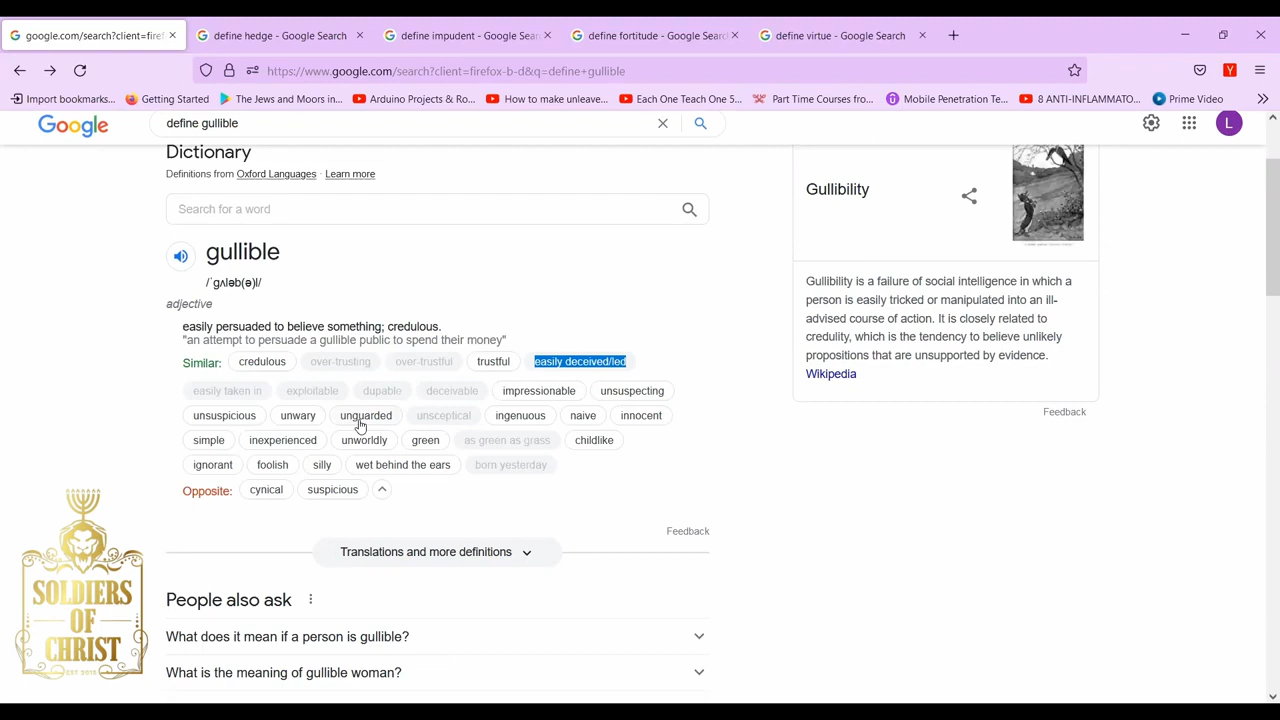 google.com/search?client=firef
define hedge - Google Search
define impudent - Google Sear
define fortitude - Google Search
define virtue - Google Search
https://www.google.com/search?client=firefox-b-d&q=define+gullible
Import bookmarks...
Getting Started
The Jews and Moors in...
Arduino Projects & Ro...
How to make unleave...
Each One Teach One 5...
Part Time Courses fro...
Mobile Penetration Te...
8 ANTI-INFLAMMATO...
Prime Video
Google
define gullible
L
Dictionary
Definitions from Oxford Languages · Learn more
Search for a word
gullible
/ˈɡʌləb(ə)l/
adjective
easily persuaded to believe something; credulous.
"an attempt to persuade a gullible public to spend their money"
Similar: credulous over-trusting over-trustful trustful easily deceived/led
easily taken in exploitable dupable deceivable impressionable unsuspecting
unsuspicious unwary unguarded unsceptical ingenuous naive innocent
simple inexperienced unworldly green as green as grass childlike
ignorant foolish silly wet behind the ears born yesterday
Opposite: cynical suspicious
Feedback
Translations and more definitions
People also ask
What does it mean if a person is gullible?
What is the meaning of gullible woman?
Gullibility
Gullibility is a failure of social intelligence in which a
person is easily tricked or manipulated into an ill-
advised course of action. It is closely related to
credulity, which is the tendency to believe unlikely
propositions that are unsupported by evidence.
Wikipedia
Feedback
SOLDIERS
OF
CHRIST
EST 2015